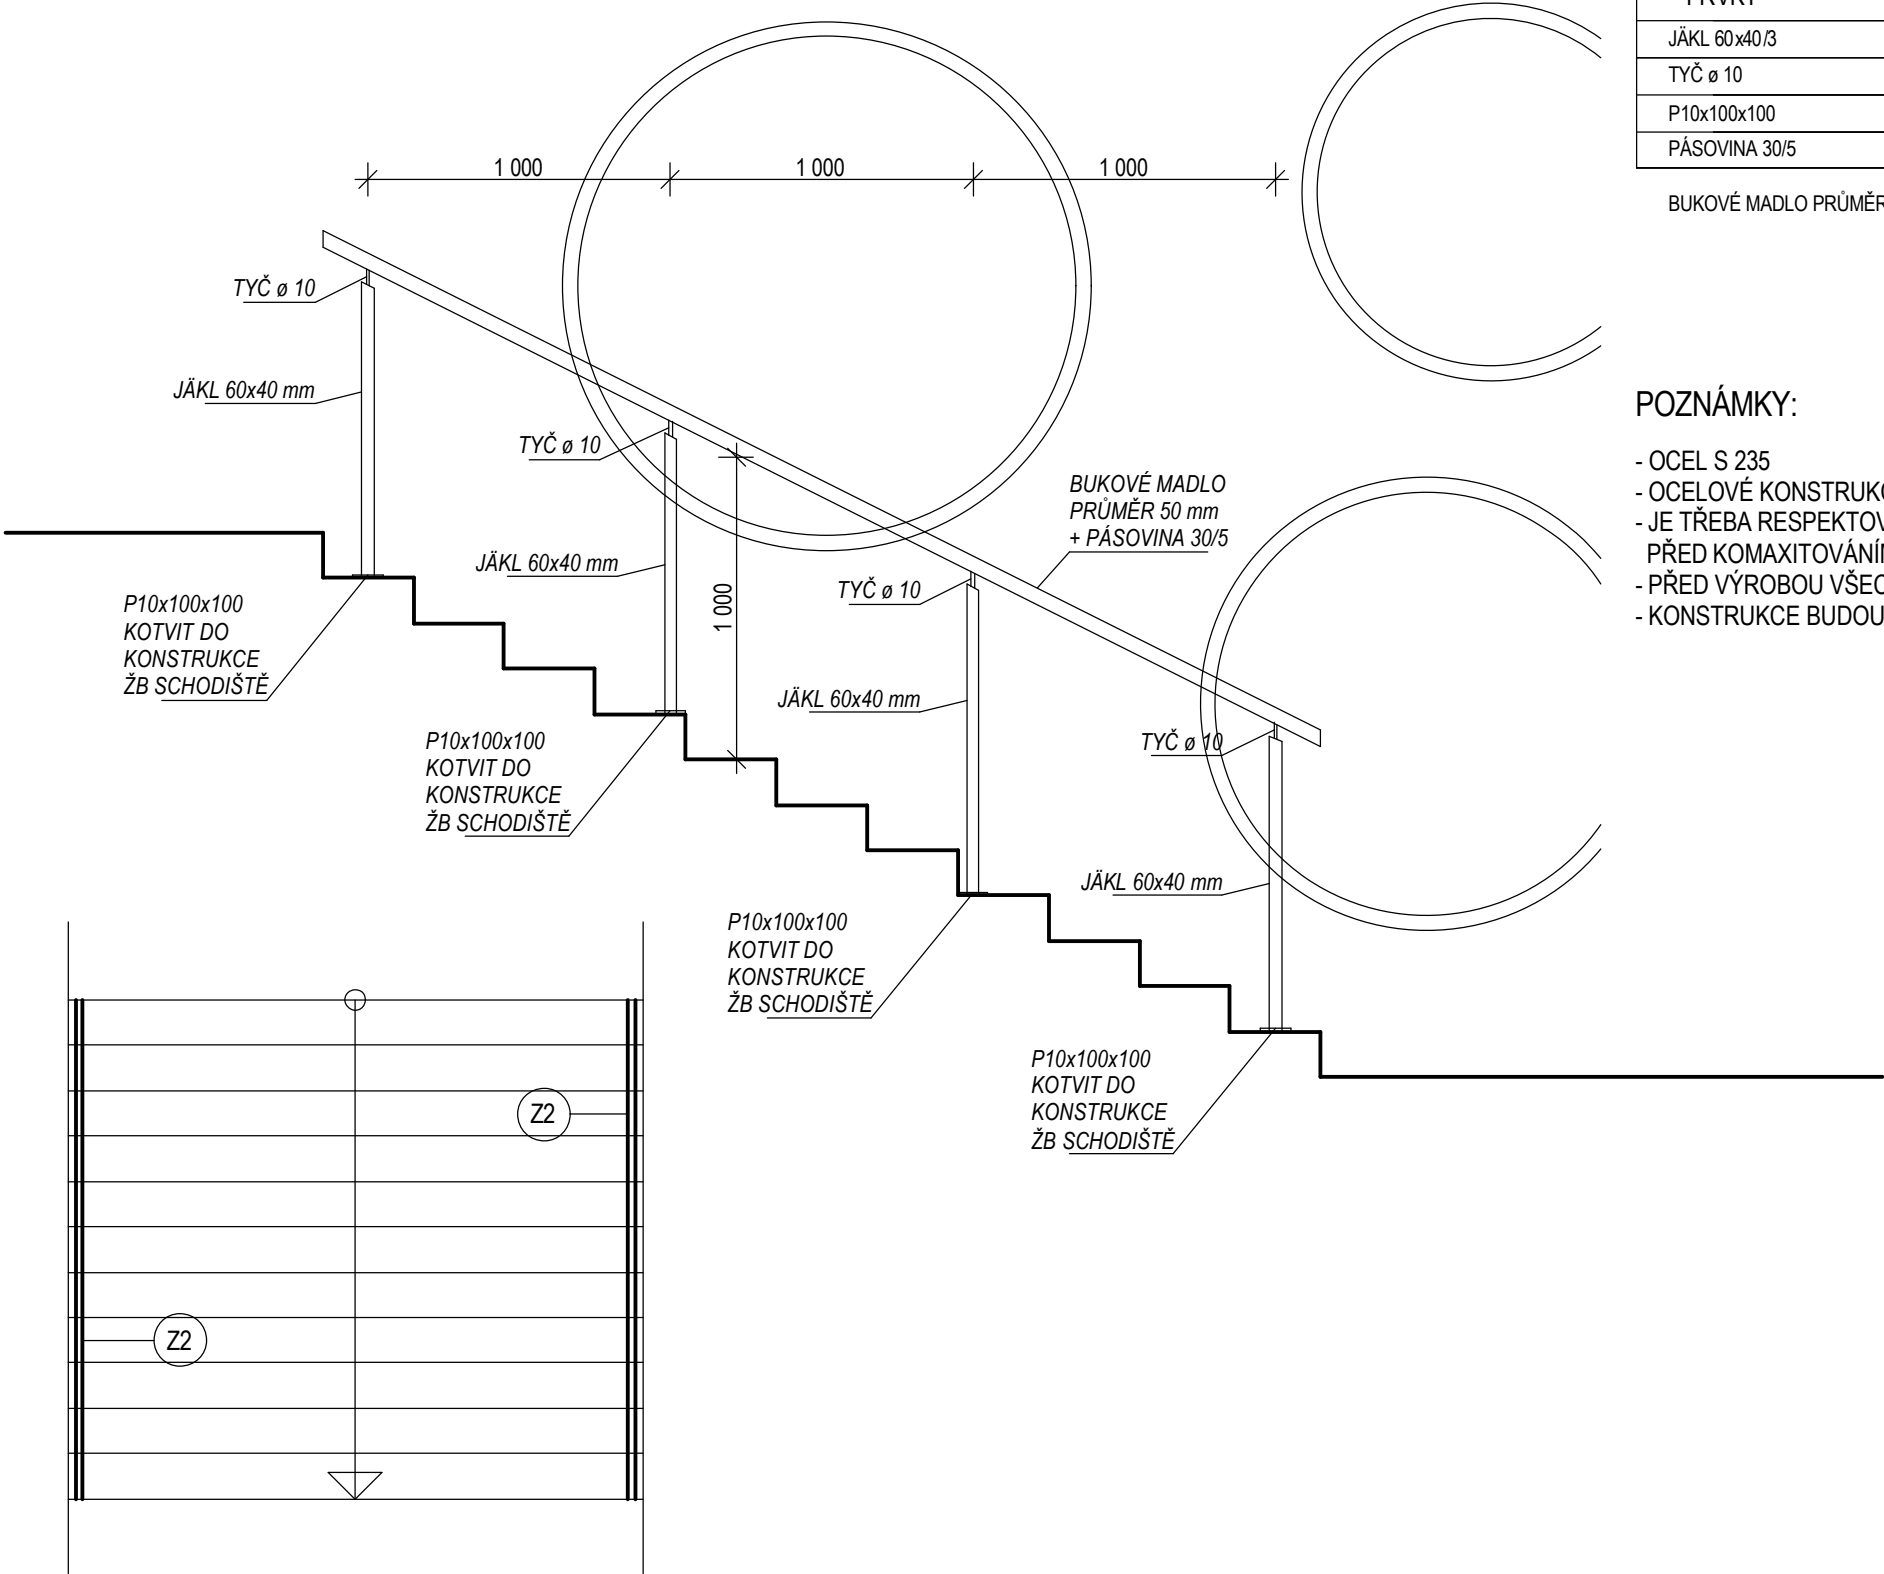 PRVKY
JÄKL 60x40/3
TYČ ø 10
P10x100x100
PÁSOVINA 30/5
BUKOVÉ MADLO PRŮMĚR
1 000
1 000
1 000
TYČ ø 10
JÄKL 60x40 mm
TYČ ø 10
JÄKL 60x40 mm
1 000
BUKOVÉ MADLO
PRŮMĚR 50 mm
+ PÁSOVINA 30/5
TYČ ø 10
JÄKL 60x40 mm
TYČ ø 10
JÄKL 60x40 mm
P10x100x100
KOTVIT DO
KONSTRUKCE
ŽB SCHODIŠTĚ
P10x100x100
KOTVIT DO
KONSTRUKCE
ŽB SCHODIŠTĚ
P10x100x100
KOTVIT DO
KONSTRUKCE
ŽB SCHODIŠTĚ
P10x100x100
KOTVIT DO
KONSTRUKCE
ŽB SCHODIŠTĚ
POZNÁMKY:
- OCEL S 235
- OCELOVÉ KONSTRUKC
- JE TŘEBA RESPEKTOV
PŘED KOMAXITOVÁNÍ
- PŘED VÝROBOU VŠEC
- KONSTRUKCE BUDOU
Z2
Z2